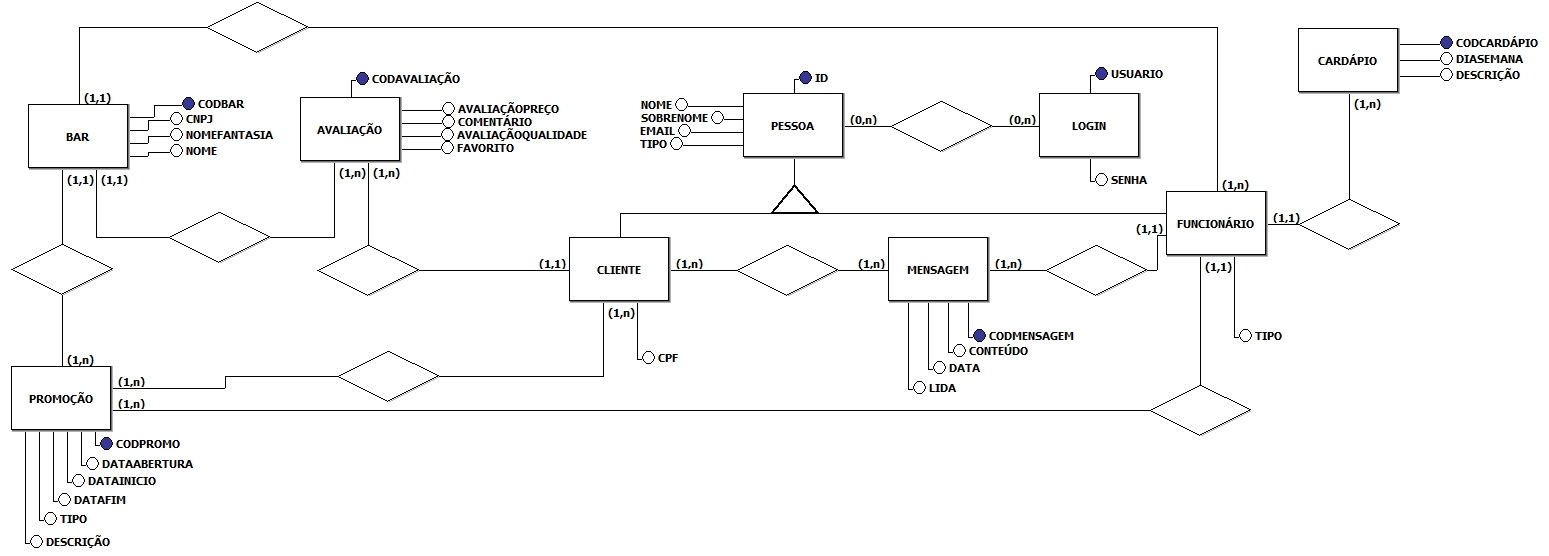 CODCARDÁPIO
CARDÁPIO
DIASEMANA
DESCRIÇÃO
(1,n)
CODAVALIAÇÃO
ID
USUARIO
(1,1)
CODBAR
CNPJ
BAR
NOMEFANTASIA
NOME
(1,1)
(1,1)
AVALIAÇÃO
AVALIAÇÃOPREÇO
COMENTÁRIO
AVALIAÇÃOQUALIDADE
FAVORITO
(1,n)
(1,n)
NOME
SOBRENOME
EMAIL
TIPO
PESSOA
(0,n)
(0,n)
LOGIN
SENHA
(1,n)
FUNCIONÁRIO
(1,1)
(1,1)
(1,1)
TIPO
(1,1)
CLIENTE
(1,n)
(1,n)
CPF
(1,n)
MENSAGEM
(1,n)
CODMENSAGEM
CONTEÚDO
DATA
LIDA
(1,n)
PROMOÇÃO
(1,n)
(1,n)
CODPROMO
DATAABERTURA
DATAINICIO
DATAFIM
TIPO
DESCRIÇÃO